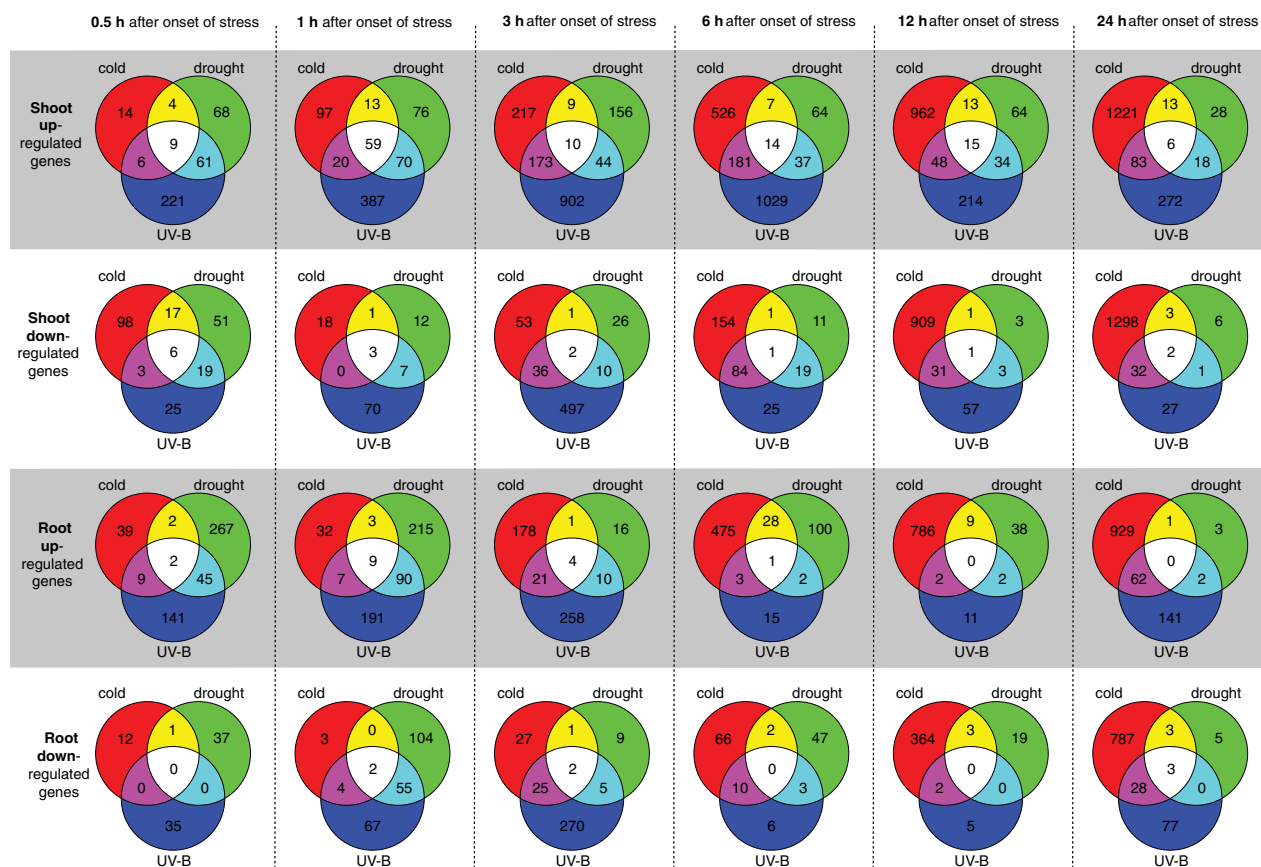 0.5 h after onset of stress 1 h after onset of stress 3 h after onset of stress 6 h after onset of stress 12 h after onset of stress 24 h after onset of stress
cold drought cold drought cold drought cold drought cold drought cold drought
Shoot
up-
regulated
genes
4 13 9 7 13 13
14 68 97 76 217 156 526 64 962 64 1221 28
9 59 10 14 15 6
6 61 20 70 173 44 181 37 48 34 83 18
221 387 902 1029 214 272
UV-B UV-B UV-B UV-B UV-B UV-B
cold drought cold drought cold drought cold drought cold drought cold drought
Shoot
down-
regulated
genes
17 1 1 1 1 3
98 51 18 12 53 26 154 11 909 3 1298 6
6 3 2 1 1 2
3 19 0 7 36 10 84 19 31 3 32 1
25 70 497 25 57 27
UV-B UV-B UV-B UV-B UV-B UV-B
cold drought cold drought cold drought cold drought cold drought cold drought
Root
up-
regulated
genes
2 3 1 28 9 1
39 267 32 215 178 16 475 100 786 38 929 3
2 9 4 1 0 0
9 45 7 90 21 10 3 2 2 2 62 2
141 191 258 15 11 141
UV-B UV-B UV-B UV-B UV-B UV-B
cold drought cold drought cold drought cold drought cold drought cold drought
Root
down-
regulated
genes
1 0 1 2 3 3
12 37 3 104 27 9 66 47 364 19 787 5
0 2 2 0 0 3
0 0 4 55 25 5 10 3 2 0 28 0
35 67 270 6 5 77
UV-B UV-B UV-B UV-B UV-B UV-B